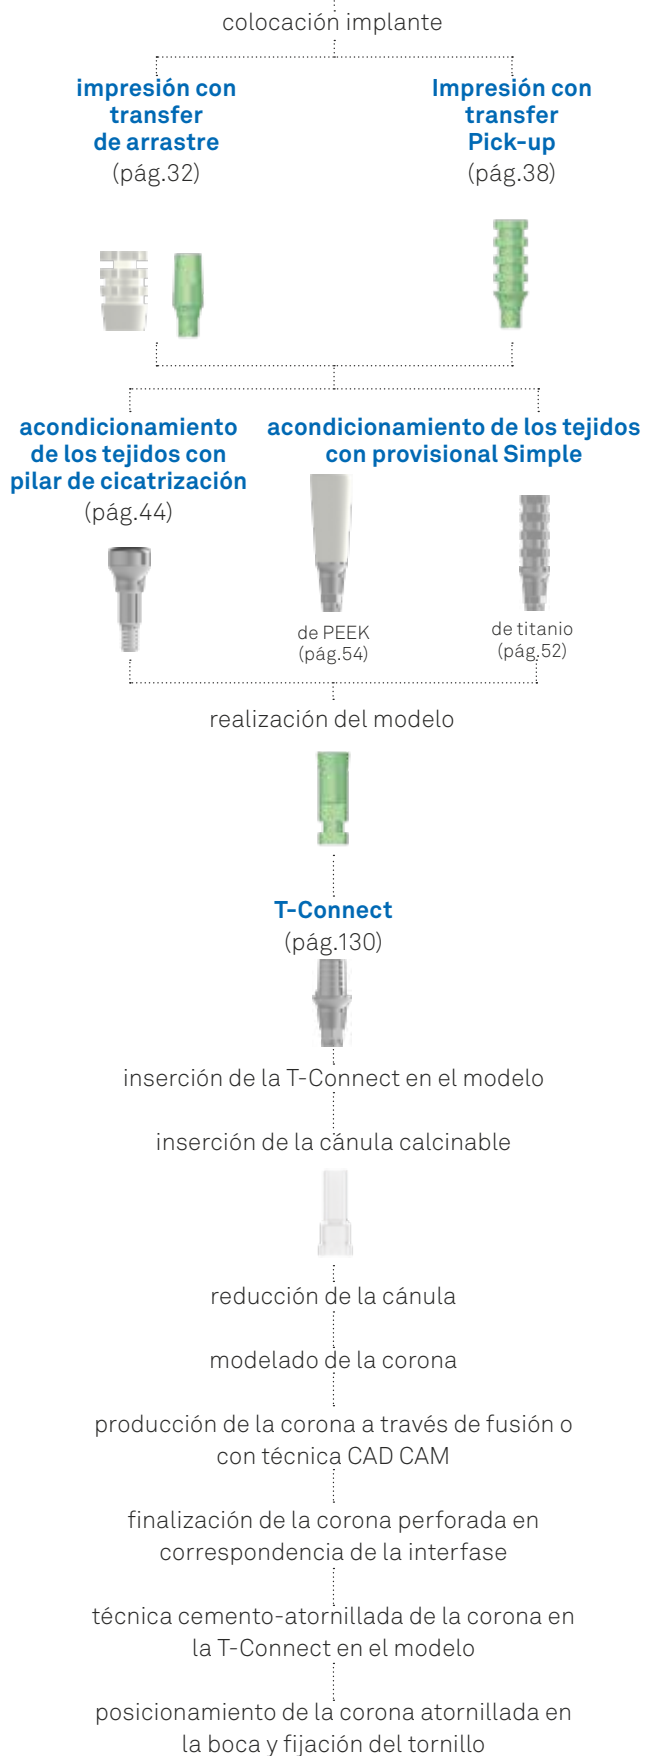 colocación implante
impresión con
transfer
de arrastre
(pág.32)
Impresión con
transfer
Pick-up
(pág.38)
acondicionamiento
de los tejidos con
pilar de cicatrización
(pág.44)
acondicionamiento de los tejidos
con provisional Simple
de PEEK
(pág.54)
de titanio
(pág.52)
realización del modelo
T-Connect
(pág.130)
inserción de la T-Connect en el modelo
inserción de la cánula calcinable
reducción de la cánula
modelado de la corona
producción de la corona a través de fusión o
con técnica CAD CAM
finalización de la corona perforada en
correspondencia de la interfase
técnica cemento-atornillada de la corona en
la T-Connect en el modelo
posicionamiento de la corona atornillada en
la boca y fijación del tornillo